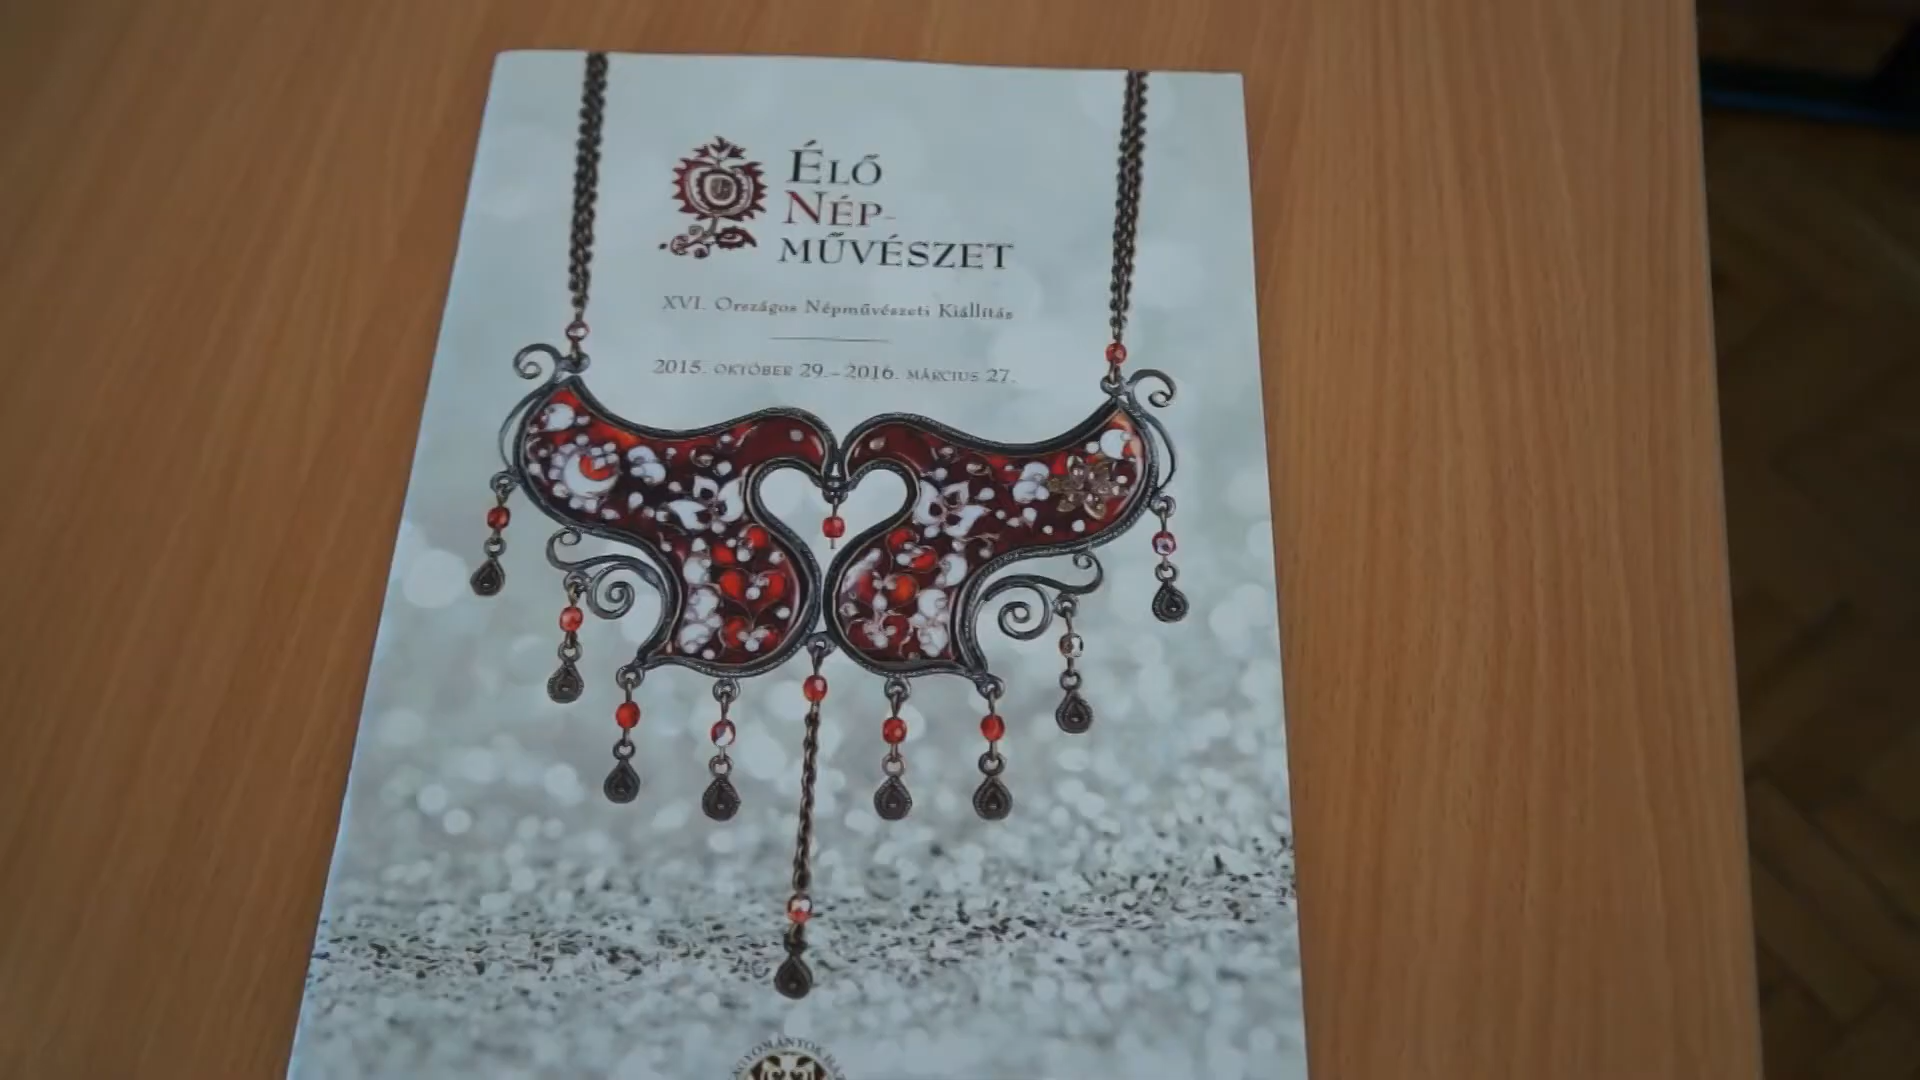 ÉLŐ
NÉP-
MŰVÉSZET
XVI. Országos Népművészeti Kiállítás
2015. OKTÓBER 29.–2016. MÁRCIUS 27.